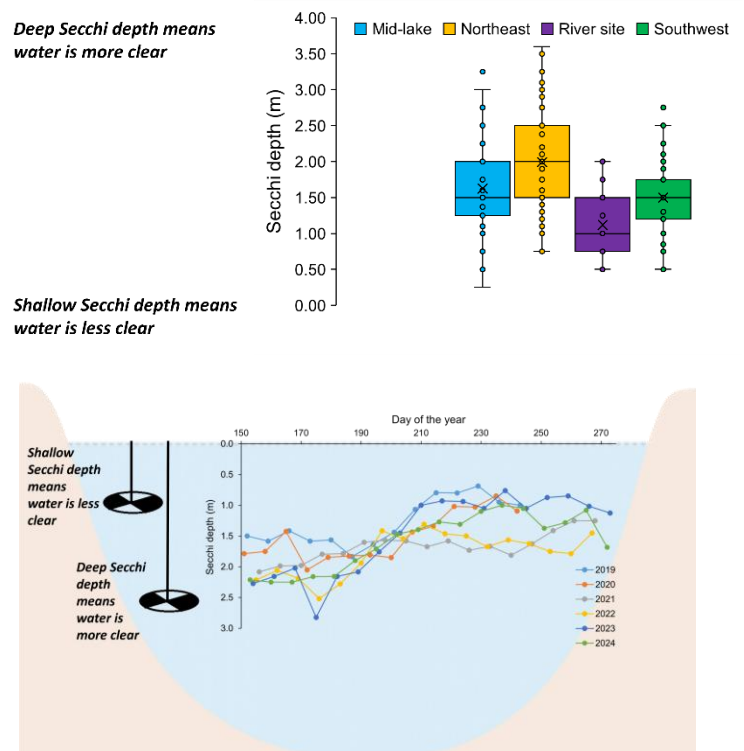 Deep Secchi depth means
water is more clear
Shallow Secchi depth means
water is less clear
Mid-lake Northeast River site Southwest
Secchi depth (m)
4.00
3.50
3.00
2.50
2.00
1.50
1.00
0.50
0.00
Shallow
Secchi depth
means
water is less
clear
Deep Secchi
depth
means
water is
more clear
Day of the year
150 170 190 210 230 250 270
Secchi depth (m)
0.0
0.5
1.0
1.5
2.0
2.5
3.0
2019
2020
2021
2022
2023
2024